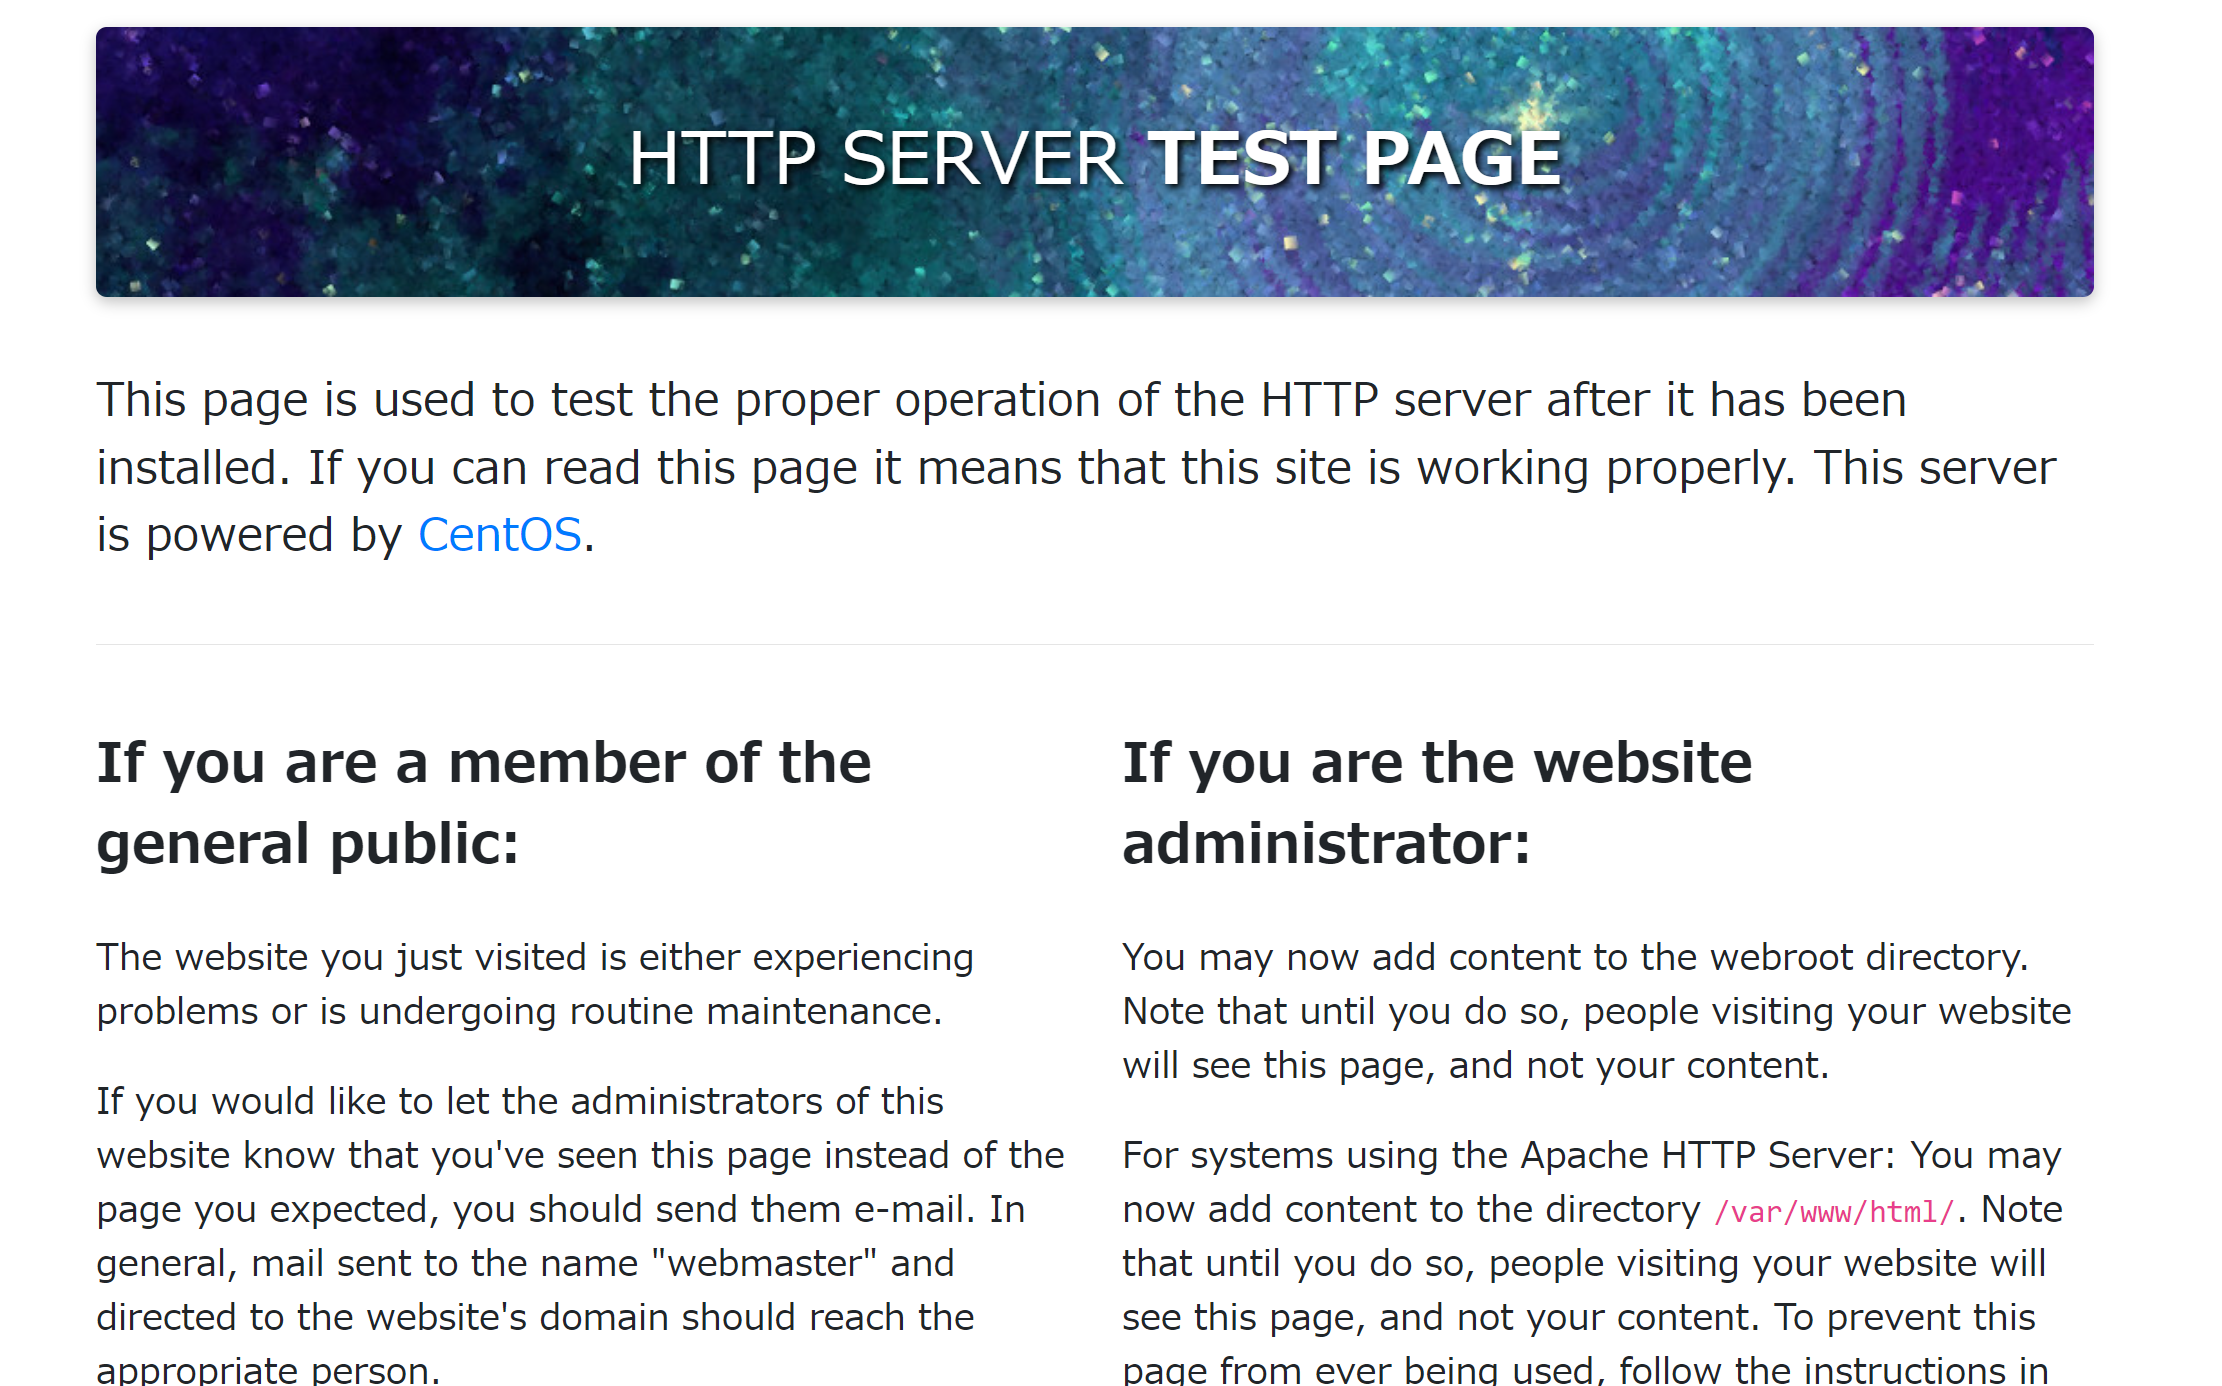 HTTP SERVER TEST PAGE
This page is used to test the proper operation of the HTTP server after it has been
installed. If you can read this page it means that this site is working properly. This server
is powered by CentOS.
If you are a member of the
general public:
The website you just visited is either experiencing
problems or is undergoing routine maintenance.
If you would like to let the administrators of this
website know that you've seen this page instead of the
page you expected, you should send them e-mail. In
general, mail sent to the name "webmaster" and
directed to the website's domain should reach the
appropriate person.
If you are the website
administrator:
You may now add content to the webroot directory.
Note that until you do so, people visiting your website
will see this page, and not your content.
For systems using the Apache HTTP Server: You may
now add content to the directory /var/www/html/. Note
that until you do so, people visiting your website will
see this page, and not your content. To prevent this
page from ever being used, follow the instructions in